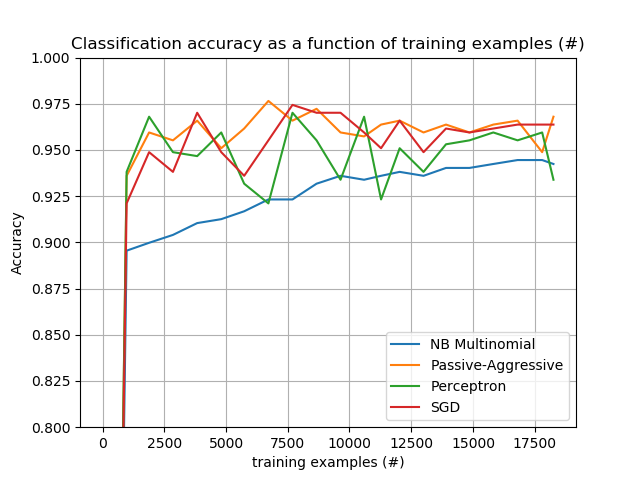 Classification accuracy as a function of training examples (#)
1.000
0.975
0.950
0.925
0.900
0.875
0.850
0.825
0.800
Accuracy
NB Multinomial
Passive-Aggressive
Perceptron
SGD
0 2500 5000 7500 10000 12500 15000 17500
training examples (#)